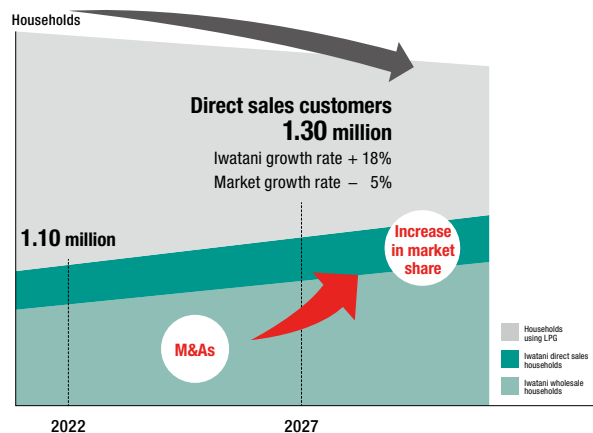 Households
Direct sales customers
1.30 million
Iwatani growth rate + 18%
Market growth rate – 5%
1.10 million
Increase
in market
share
M&As
Households
using LPG
Iwatani direct sales
households
Iwatani wholesale
households
2022
2027